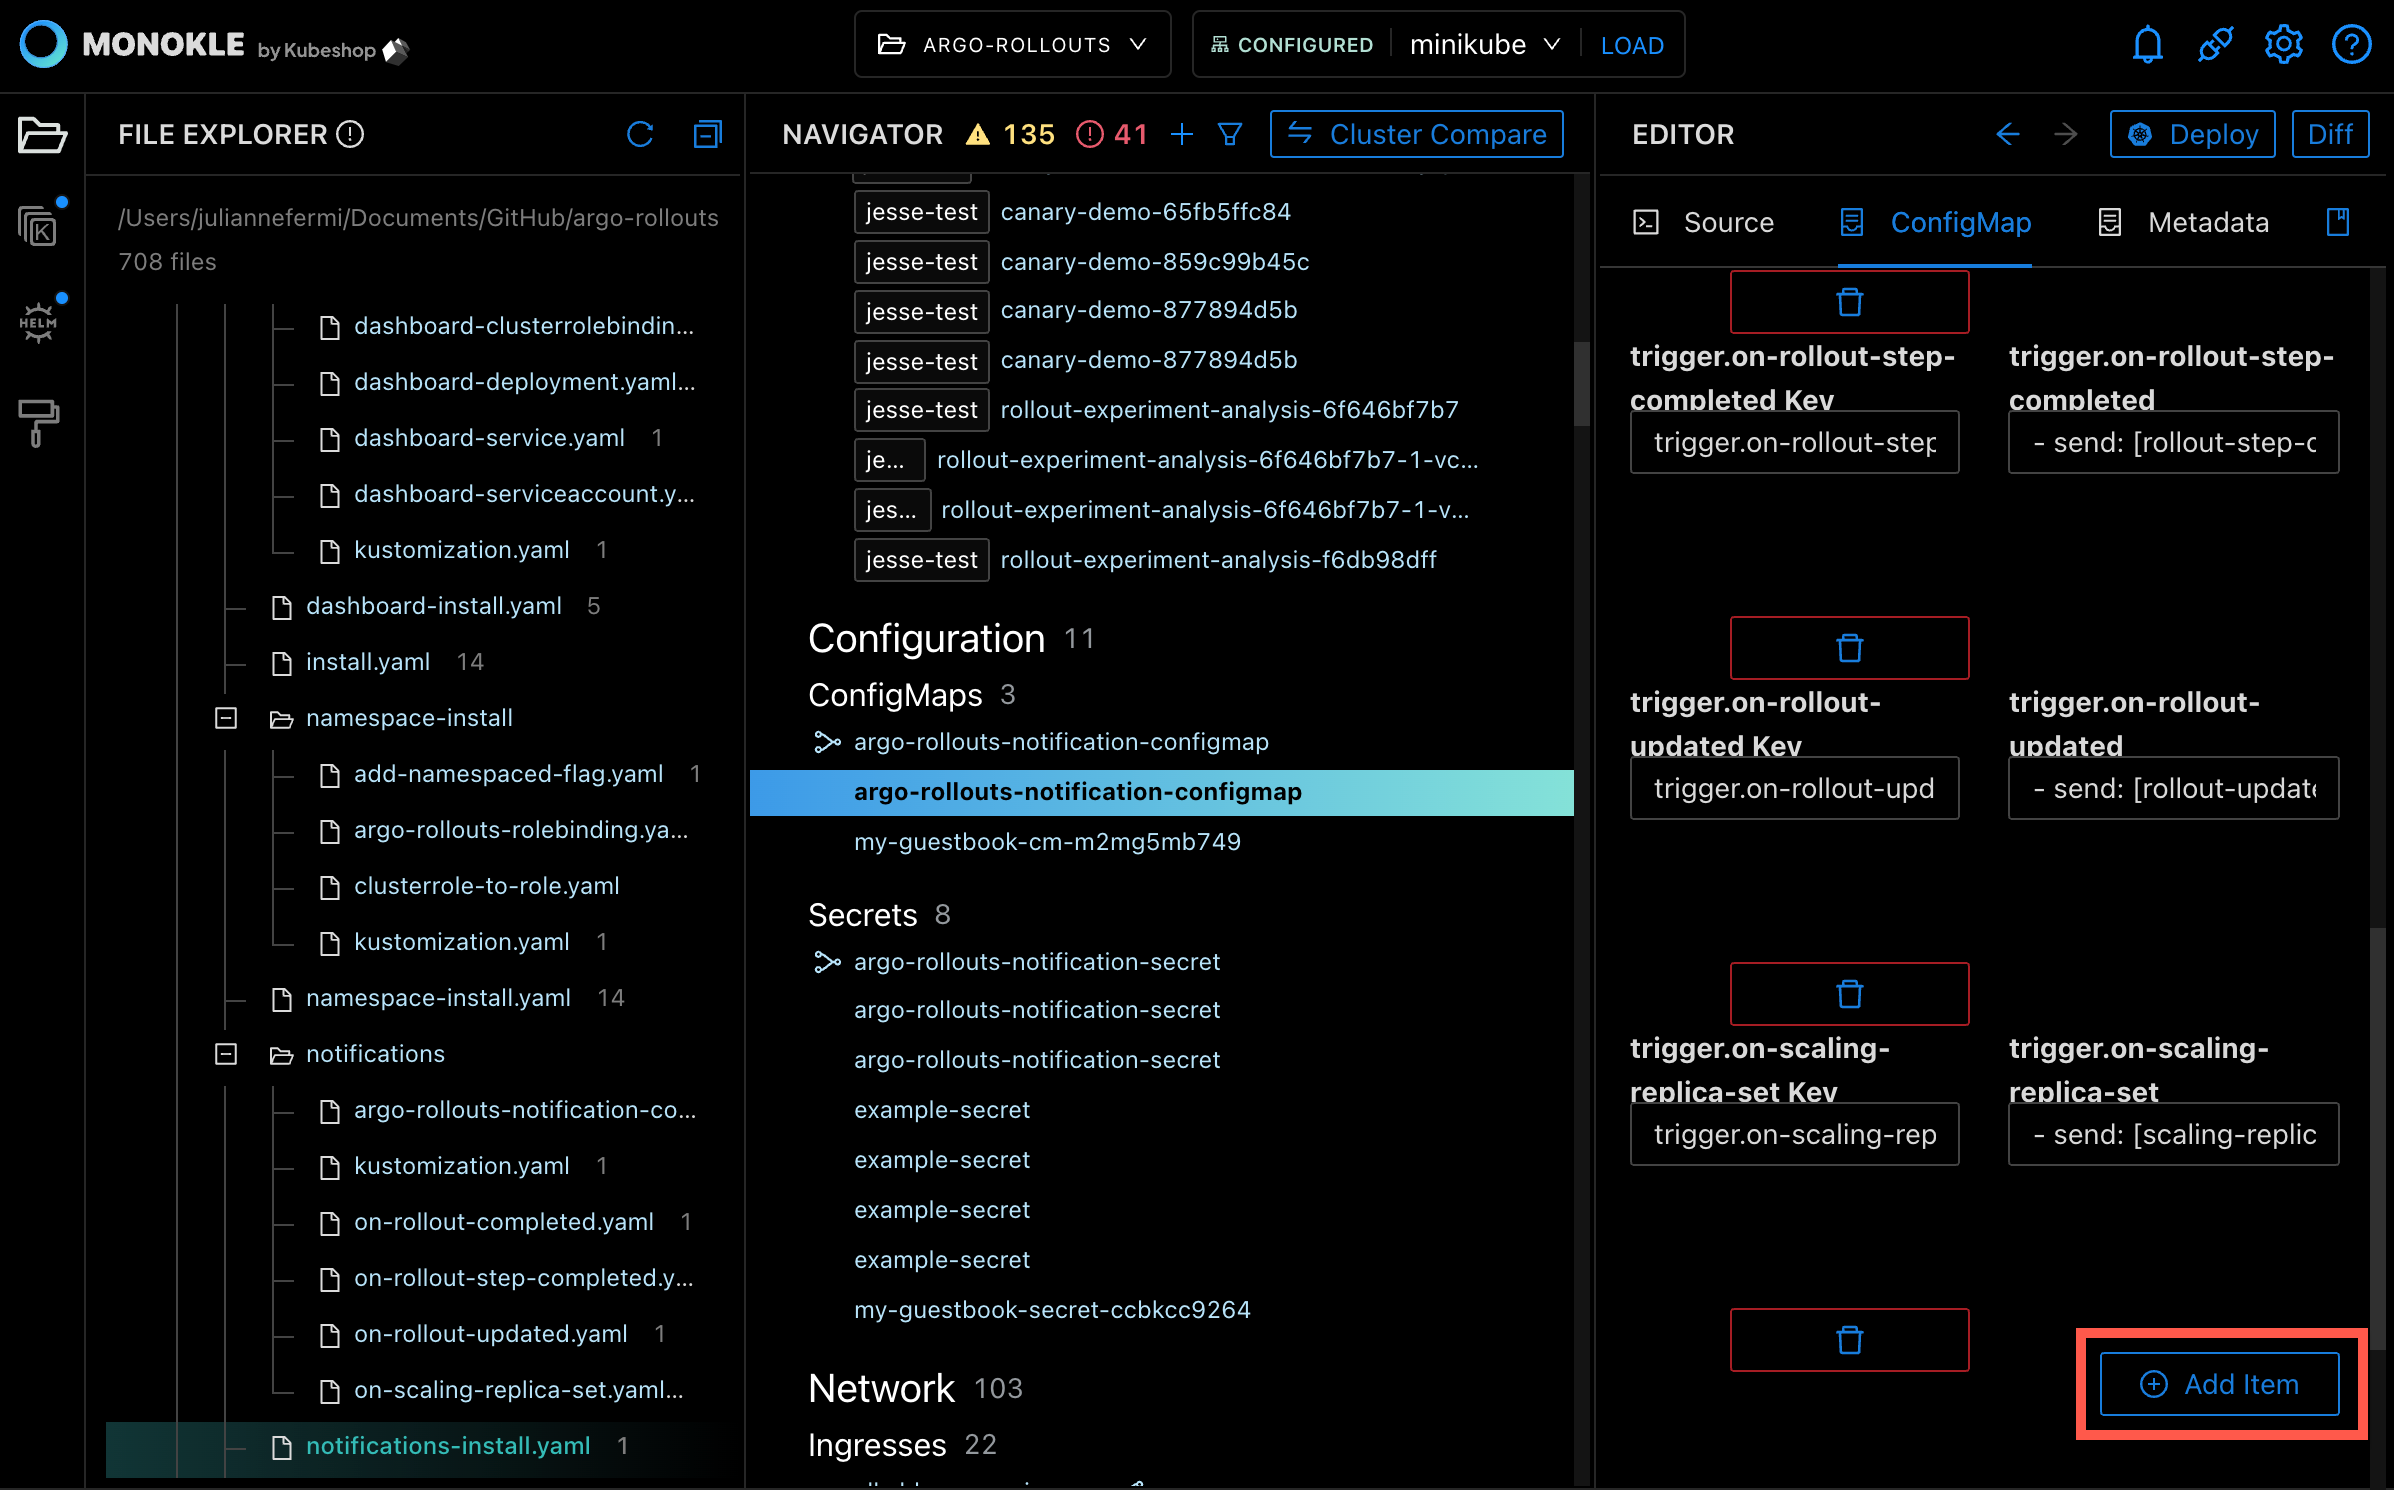 MONOKLE by Kubeshop
ARGO-ROLLOUTS
CONFIGURED minikube LOAD
FILE EXPLORER
/Users/juliannefermi/Documents/GitHub/argo-rollouts
708 files
K
HELM
dashboard-clusterrolebindin...
dashboard-deployment.yaml...
dashboard-service.yaml 1
dashboard-serviceaccount.y...
kustomization.yaml 1
dashboard-install.yaml 5
install.yaml 14
namespace-install
add-namespaced-flag.yaml 1
argo-rollouts-rolebinding.ya...
clusterrole-to-role.yaml
kustomization.yaml 1
namespace-install.yaml 14
notifications
argo-rollouts-notification-co...
kustomization.yaml 1
on-rollout-completed.yaml 1
on-rollout-step-completed.y...
on-rollout-updated.yaml 1
on-scaling-replica-set.yaml...
notifications-install.yaml 1
NAVIGATOR 135 41 Cluster Compare
jesse-test canary-demo-65fb5ffc84
jesse-test canary-demo-859c99b45c
jesse-test canary-demo-877894d5b
jesse-test canary-demo-877894d5b
jesse-test rollout-experiment-analysis-6f646bf7b7
je... rollout-experiment-analysis-6f646bf7b7-1-vc...
jes... rollout-experiment-analysis-6f646bf7b7-1-v...
jesse-test rollout-experiment-analysis-f6db98dff
Configuration 11
ConfigMaps 3
argo-rollouts-notification-configmap
argo-rollouts-notification-configmap
my-guestbook-cm-m2mg5mb749
Secrets 8
argo-rollouts-notification-secret
argo-rollouts-notification-secret
argo-rollouts-notification-secret
example-secret
example-secret
example-secret
example-secret
my-guestbook-secret-ccbkcc9264
Network 103
Ingresses 22
EDITOR Deploy Diff
Source ConfigMap Metadata
trigger.on-rollout-step-
completed Key
trigger.on-rollout-step
trigger.on-rollout-step-
completed
- send: [rollout-step-c
trigger.on-rollout-
updated Key
trigger.on-rollout-upd
trigger.on-rollout-
updated
- send: [rollout-update
trigger.on-scaling-
replica-set Key
trigger.on-scaling-rep
trigger.on-scaling-
replica-set
- send: [scaling-replic
Add Item